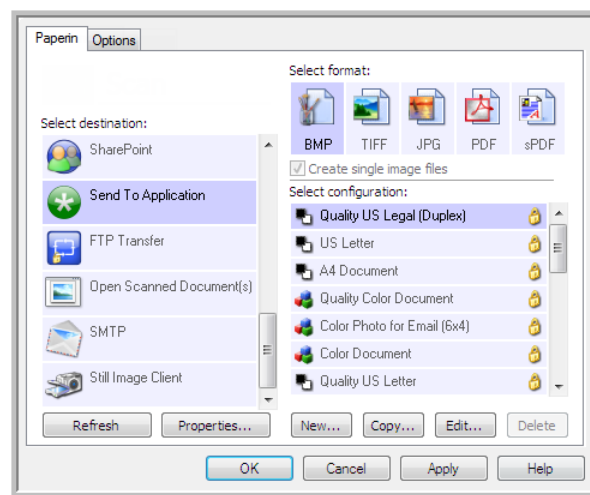 Paperin Options
Select destination:
SharePoint
Send To Application
FTP Transfer
Open Scanned Document(s)
SMTP
Still Image Client
Refresh Properties...
Select format:
BMP TIFF JPG PDF sPDF
Create single image files
Select configuration:
Quality US Legal (Duplex)
US Letter
A4 Document
Quality Color Document
Color Photo for Email (6x4)
Color Document
Quality US Letter
New... Copy... Edit... Delete
OK Cancel Apply Help